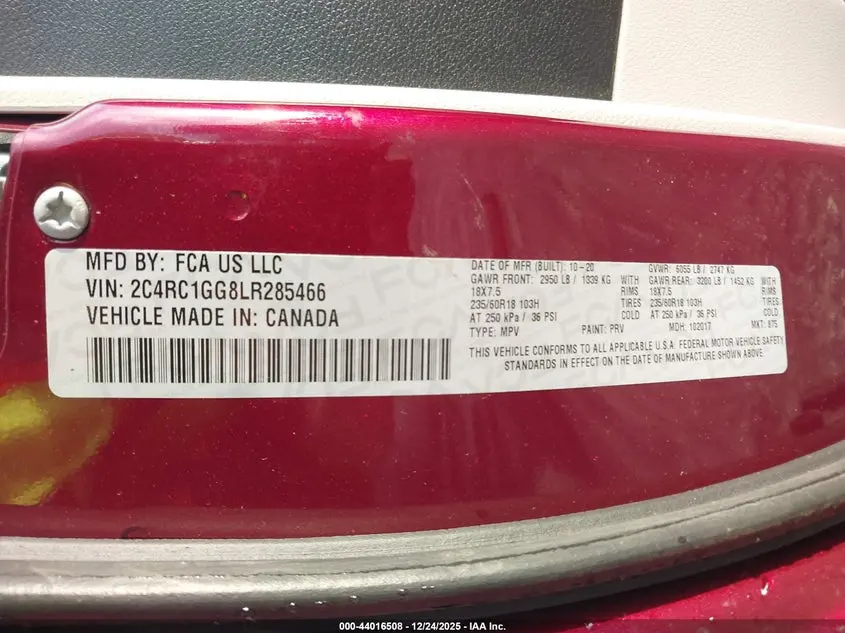 MFD BY: FCA US LLC
VIN: 2C4RC1GG8LR285466
VEHICLE MADE IN: CANADA
DATE OF MFR (BUILT): 10-20 GVWR: 6055 LB / 2747 KG
GAWR FRONT: 2950 LB / 1339 KG WITH GAWR REAR: 3200 LB / 1452 KG WITH
18X7.5 RIMS 18X7.5 RIMS
235/60R18 103H 235/60R18 103H
AT 250 kPa / 36 PSI COLD AT 250 kPa / 36 PSI COLD
TYPE: MPV PAINT: PRV MDH: 102017 MKT: 875
THIS VEHICLE CONFORMS TO ALL APPLICABLE U.S.A. FEDERAL MOTOR VEHICLE SAFETY
STANDARDS IN EFFECT ON THE DATE OF MANUFACTURE SHOWN ABOVE.
000-44016508 - 12/24/2025 - IAA Inc.